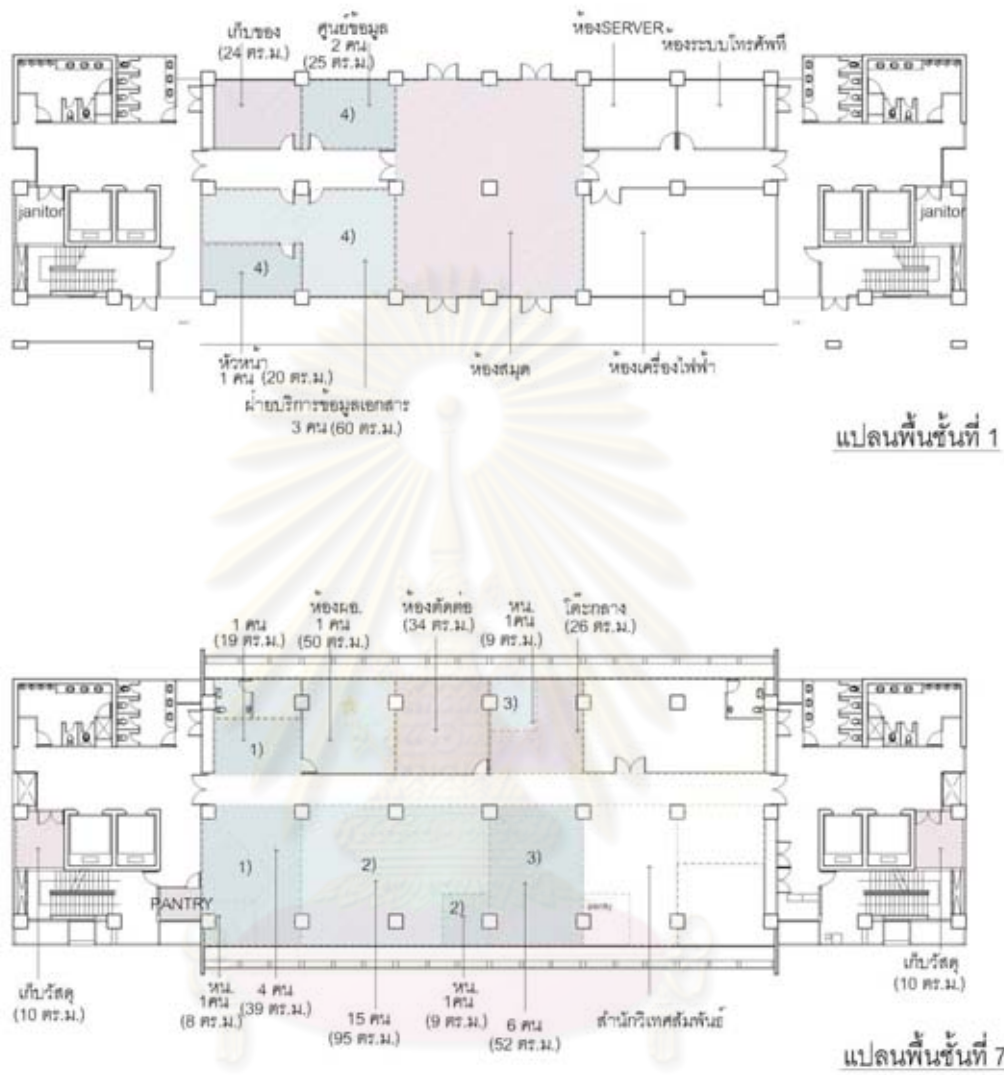 เก็บของ
(24 ตร.ม.)
ศูนย์ข้อมูล
2 คน
(25 ตร.ม.)
ห้องSERVER
ห้องระบบโทรศัพท์
4)
janitor
4)
4)
janitor
หัวหน้า
1 คน (20 ตร.ม.)
ฝ่ายบริการข้อมูลเอกสาร
3 คน (60 ตร.ม.)
ห้องสมุด
ห้องเครื่องไฟฟ้า
แปลนพื้นชั้นที่ 1
1 คน
(19 ตร.ม.)
ห้องผอ.
1 คน
(50 ตร.ม.)
ห้องตัดต่อ
(34 ตร.ม.)
หน.
1คน
(9 ตร.ม.)
โต๊ะกลาง
(26 ตร.ม.)
3)
1)
1)
2)
3)
2)
PANTRY
pantry
เก็บวัสดุ
(10 ตร.ม.)
หน.
1คน
(8 ตร.ม.)
4 คน
(39 ตร.ม.)
15 คน
(95 ตร.ม.)
หน.
1คน
(9 ตร.ม.)
6 คน
(52 ตร.ม.)
สำนักวิเทศสัมพันธ์
เก็บวัสดุ
(10 ตร.ม.)
แปลนพื้นชั้นที่ 7